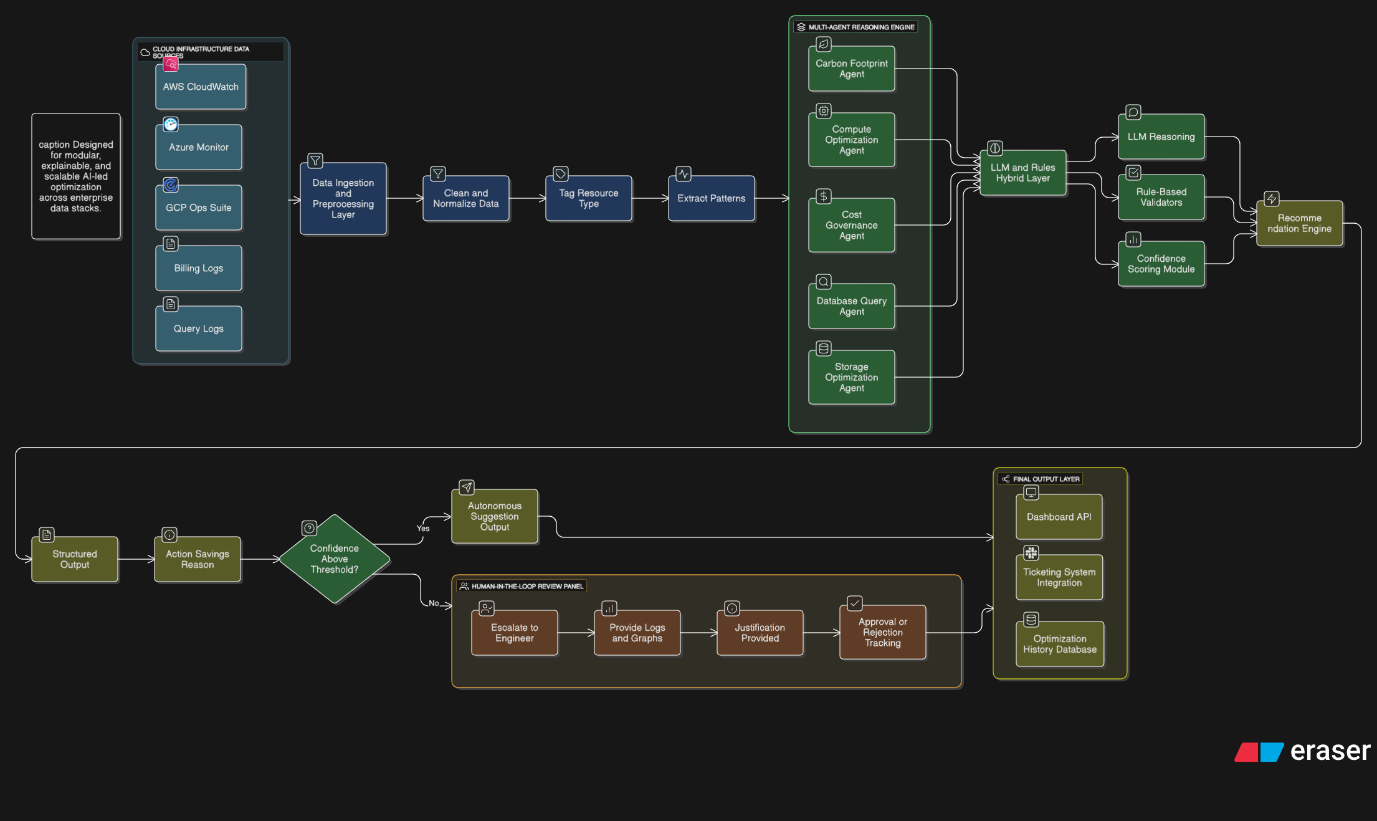 CLOUD INFRASTRUCTURE DATA
SOURCES
AWS CloudWatch
Azure Monitor
GCP Ops Suite
Billing Logs
Query Logs
caption Designed
for modular,
explainable, and
scalable AI-led
optimization
across enterprise
data stacks.
Data Ingestion
and
Preprocessing
Layer
Clean and
Normalize Data
Tag Resource
Type
Extract Patterns
MULTI-AGENT REASONING ENGINE
Carbon Footprint
Agent
Compute
Optimization
Agent
Cost
Governance
Agent
Database Query
Agent
Storage
Optimization
Agent
LLM and Rules
Hybrid Layer
LLM Reasoning
Rule-Based
Validators
Confidence
Scoring Module
Recomme
ndation Engine
Structured
Output
Action Savings
Reason
Confidence
Above
Threshold?
Yes
No
Autonomous
Suggestion
Output
HUMAN-IN-THE-LOOP REVIEW PANEL
Escalate to
Engineer
Provide Logs
and Graphs
Justification
Provided
Approval or
Rejection
Tracking
FINAL OUTPUT LAYER
Dashboard API
Ticketing System
Integration
Optimization
History Database
eraser